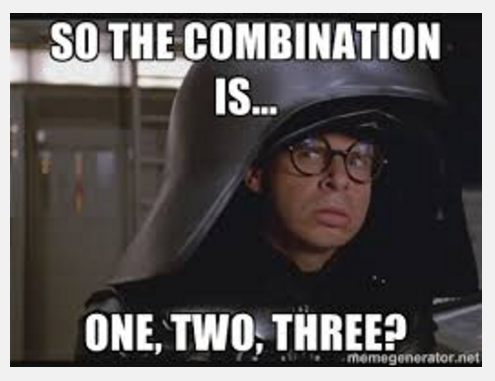 SO THE COMBINATION
IS...
ONE, TWO, THREE?
memegenerator.net